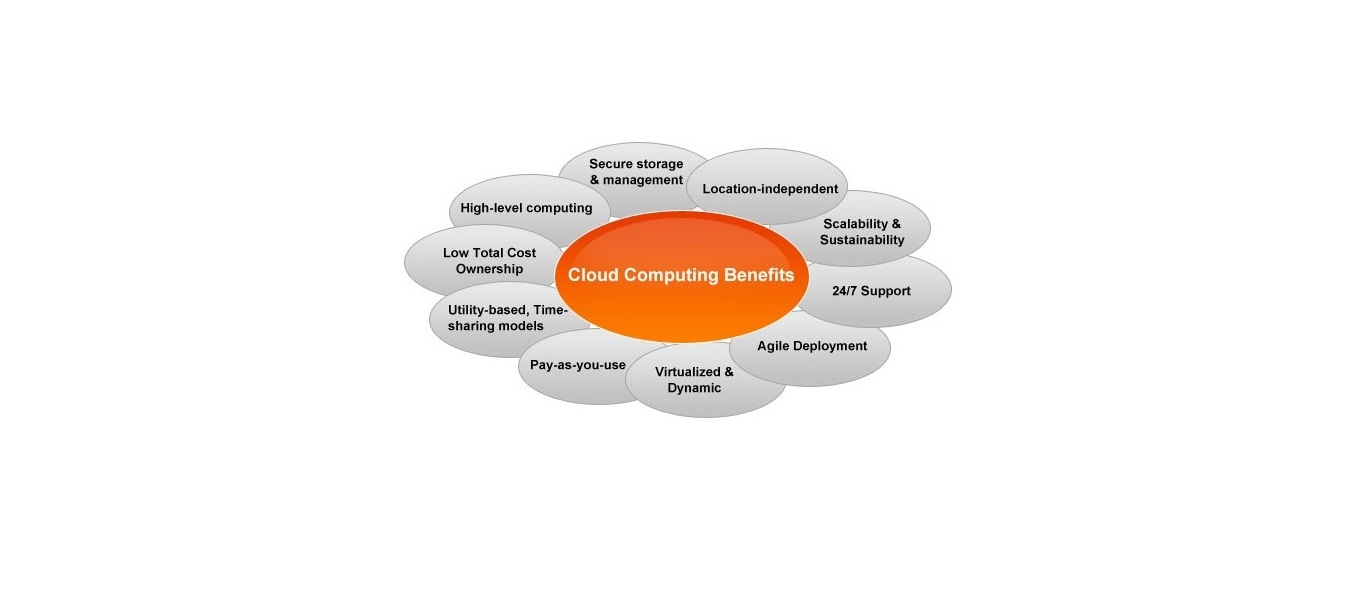 Secure storage
& management
Location-independent
High-level computing
Scalability &
Sustainability
Low Total Cost
Ownership
Cloud Computing Benefits
24/7 Support
Utility-based, Time-
sharing models
Agile Deployment
Pay-as-you-use
Virtualized &
Dynamic